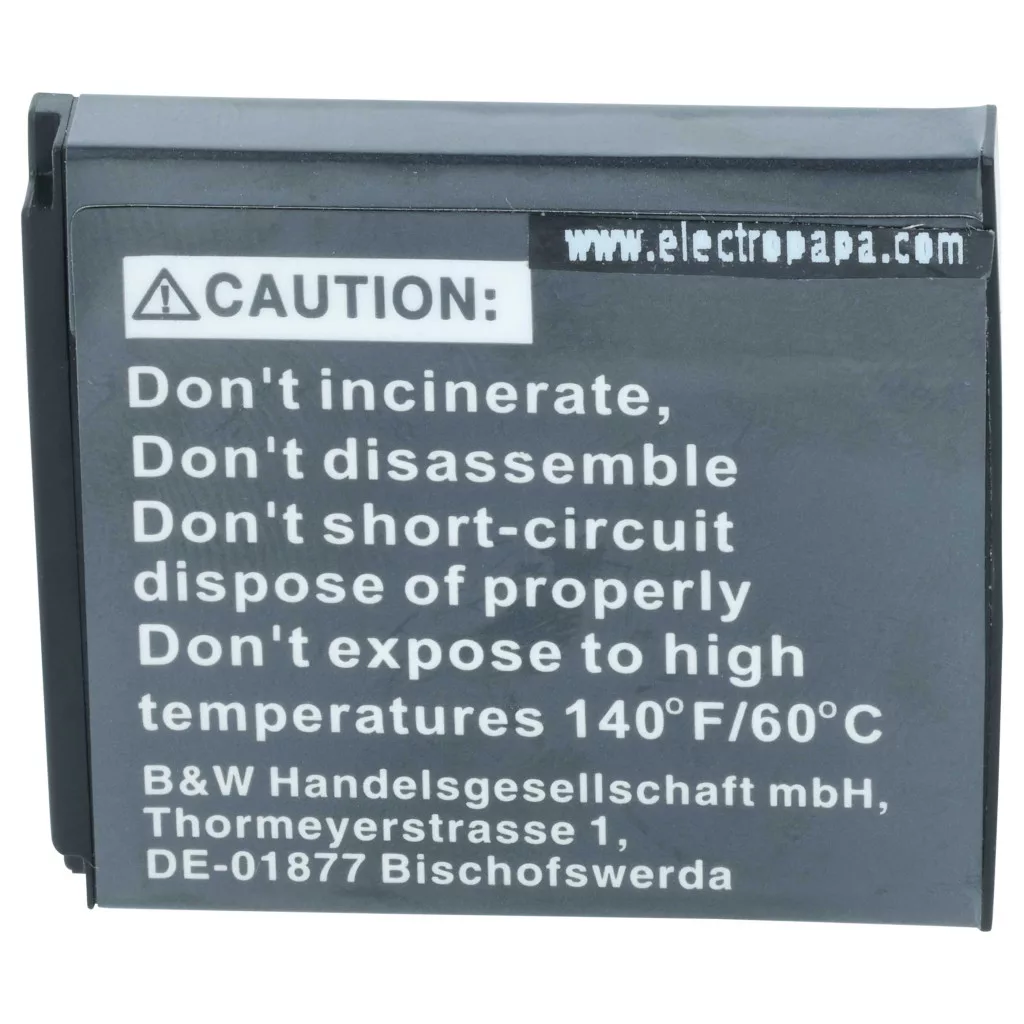 www.electropapa.com
CAUTION:
Don't incinerate,
Don't disassemble
Don't short-circuit
dispose of properly
Don't expose to high
temperatures 140°F/60°C
B&W Handelsgesellschaft mbH,
Thormeyerstrasse 1,
DE-01877 Bischofswerda